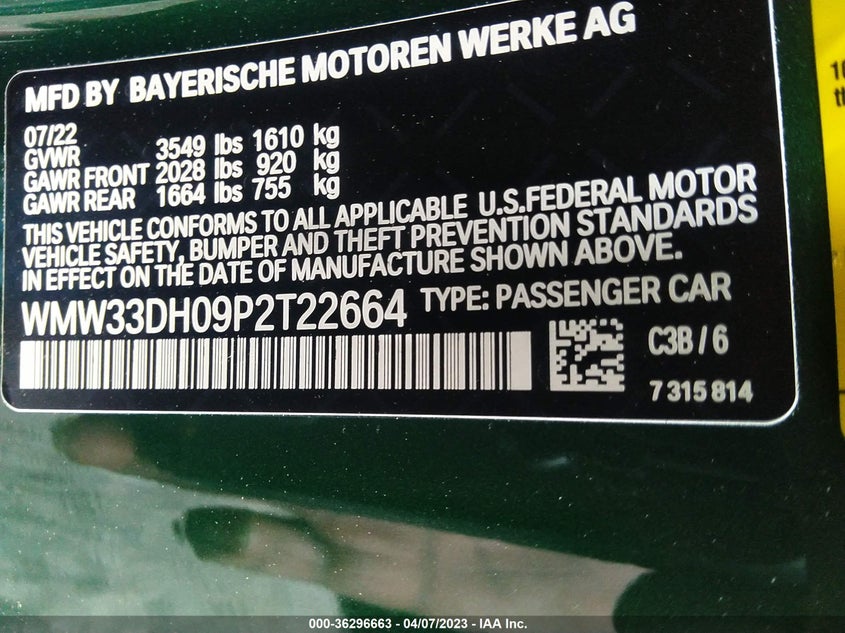 MFD BY BAYERISCHE MOTOREN WERKE AG
07/22
GVWR 3549 lbs 1610 kg
GAWR FRONT 2028 lbs 920 kg
GAWR REAR 1664 lbs 755 kg
THIS VEHICLE CONFORMS TO ALL APPLICABLE U.S.FEDERAL MOTOR
VEHICLE SAFETY, BUMPER AND THEFT PREVENTION STANDARDS
IN EFFECT ON THE DATE OF MANUFACTURE SHOWN ABOVE.
WMW33DH09P2T22664 TYPE: PASSENGER CAR
C3B / 6
7 315 814
000-36296663 - 04/07/2023 - IAA Inc.